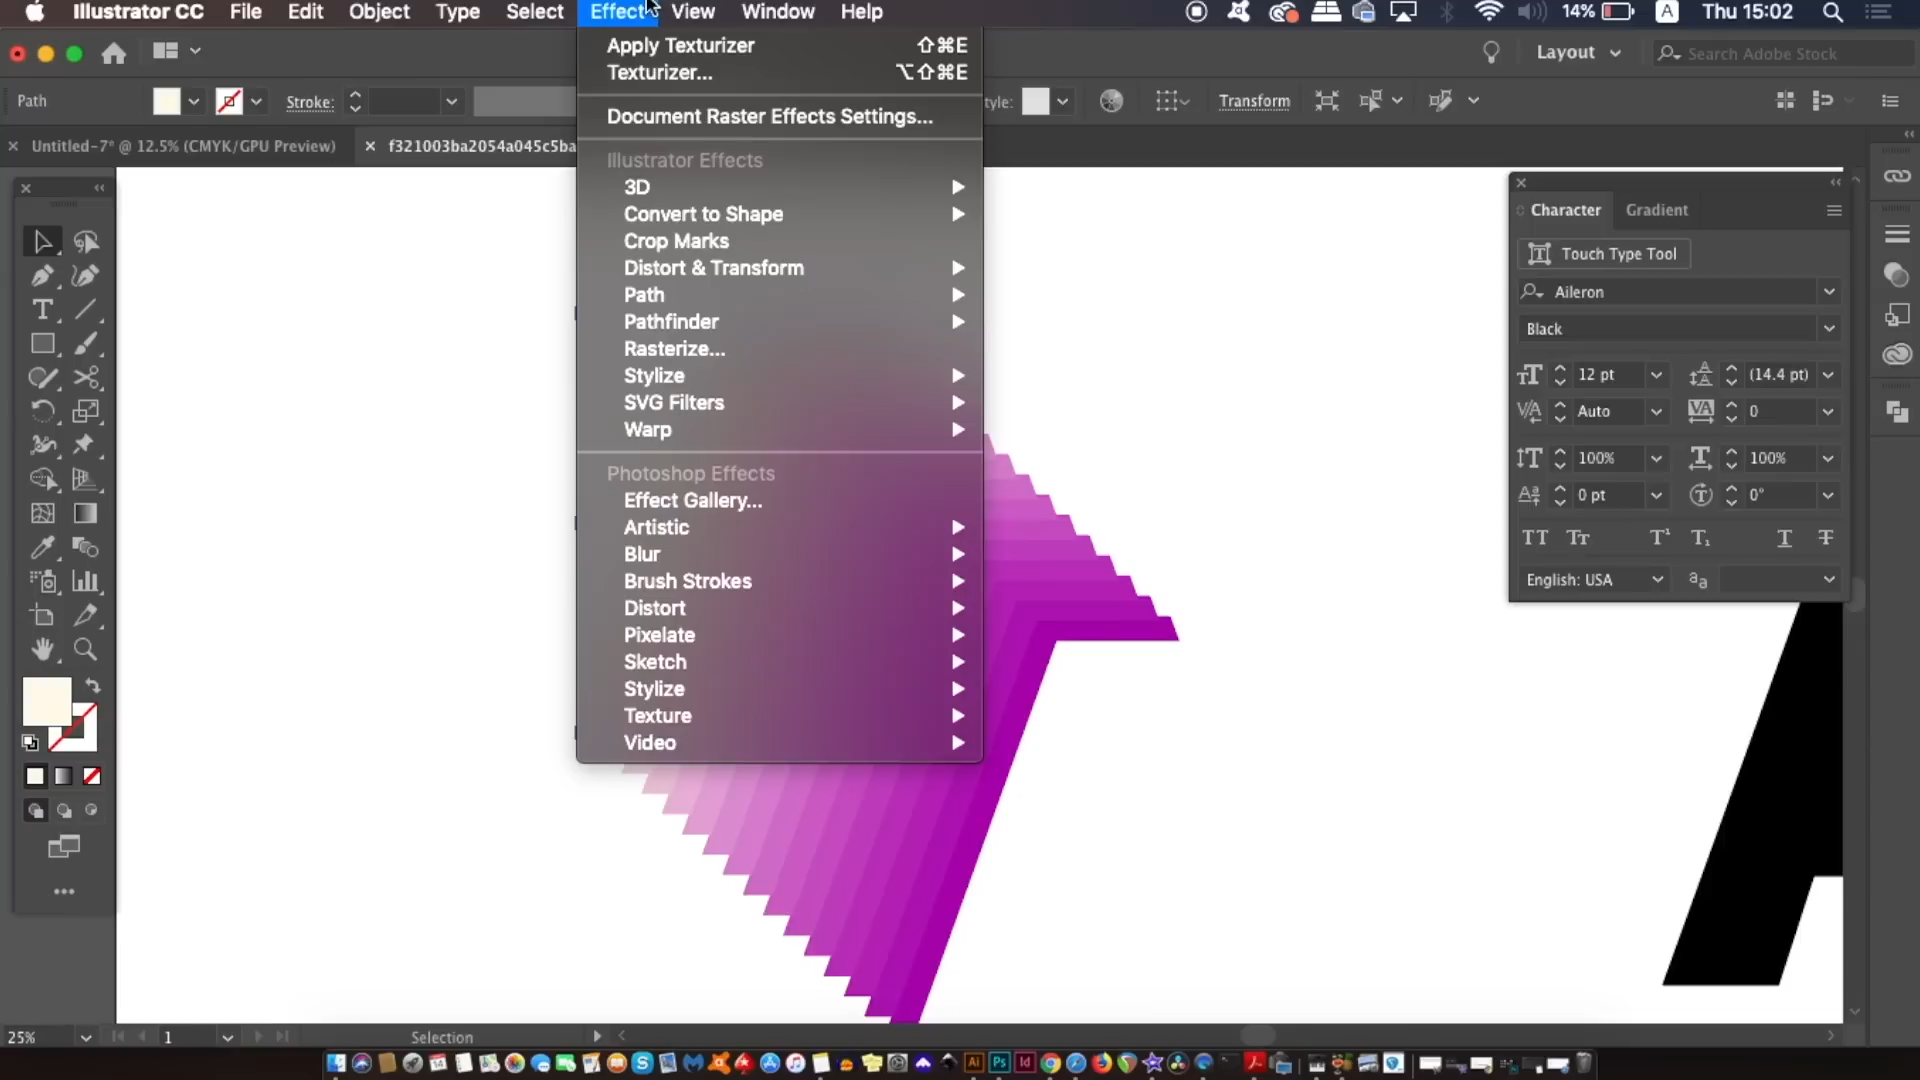 Illustrator CC File Edit Object Type Select Effect View Window Help 14% A Thu 15:02
Layout Search Adobe Stock
Path Stroke: Transform
Untitled-7* @ 12.5% (CMYK/GPU Preview)
Apply Texturizer ⇧⌘E
Texturizer... ⌥⇧⌘E
Document Raster Effects Settings...
Illustrator Effects
3D
Convert to Shape
Crop Marks
Distort & Transform
Path
Pathfinder
Rasterize...
Stylize
SVG Filters
Warp
Photoshop Effects
Effect Gallery...
Artistic
Blur
Brush Strokes
Distort
Pixelate
Sketch
Stylize
Texture
Video
Character Gradient
Touch Type Tool
Aileron
Black
12 pt (14.4 pt)
Auto 0
100% 100%
0 pt 0°
English: USA
25% 1 Selection
Ai Ps Id